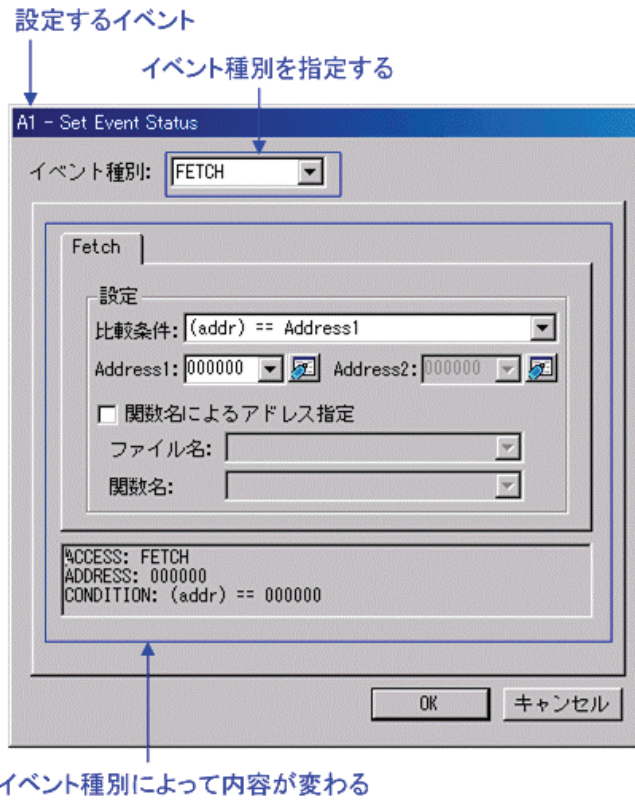 設定するイベント
イベント種別を指定する
A1 - Set Event Status
イベント種別: FETCH
Fetch
設定
比較条件: (addr) == Address1
Address1: 000000 Address2: 000000
関数名によるアドレス指定
ファイル名:
関数名:
ACCESS: FETCH
ADDRESS: 000000
CONDITION: (addr) == 000000
OK キャンセル
イベント種別によって内容が変わる